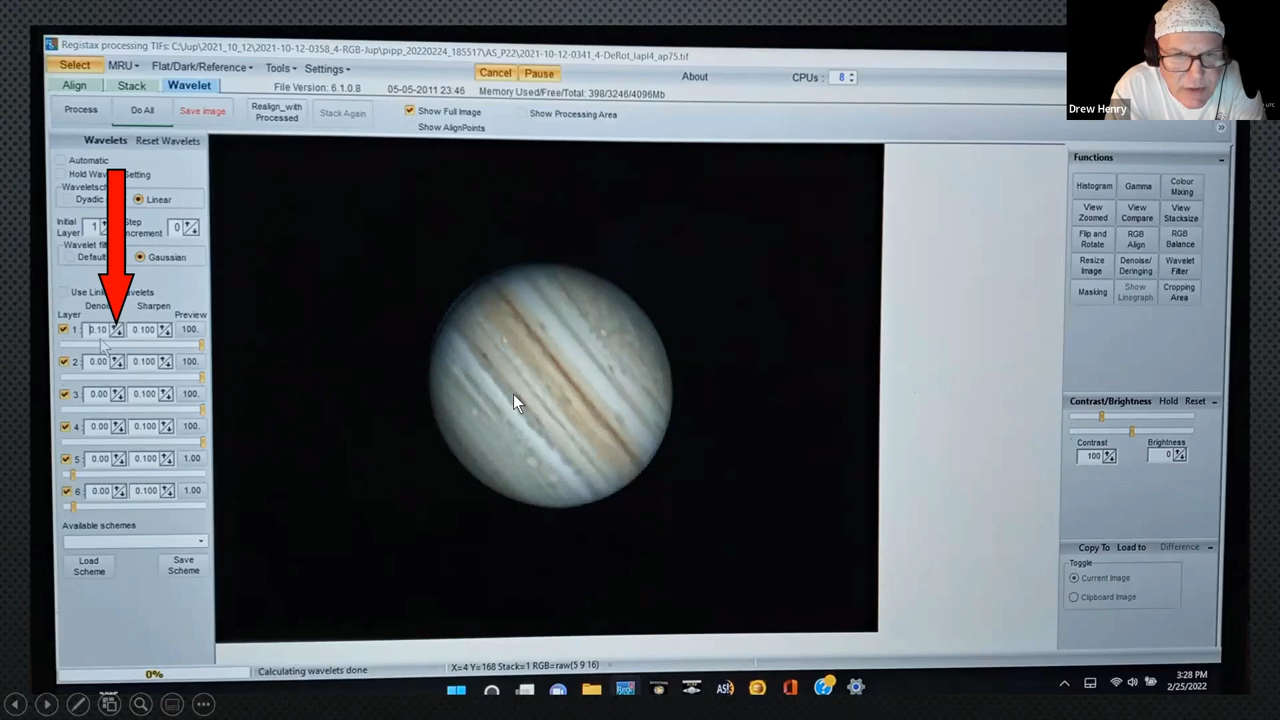 Registax processing TIFs: C:\Jup\2021_10_12\2021-10-12-0358_4-RGB-Jup\pipp_20220224_185517\AS_P22\2021-10-12-0341_4-DeRot_lapl4_ap75.tif
Select MRU Flat/Dark/Reference Tools Settings Cancel Pause About CPUs : 8
Align Stack Wavelet File Version: 6.1.0.8 05-05-2011 23:46 Memory Used/Free/Total: 398/3246/4096Mb
Process Do All Save image Realign_with Processed Stack Again Show Full Image Show Processing Area
Show AlignPoints
Drew Henry
Wavelets Reset Wavelets
Automatic
Hold Setting
Dyadic Linear
Initial Layer 1 Step 0
Wavelet
Default Gaussian
Use
Sharpen
Layer Preview
1 : 0.10 0.100 100.
2 : 0.00 0.100 100.
3 : 0.00 0.100 100.
4 : 0.00 0.100 100.
5 : 0.00 0.100 1.00
6 : 0.00 0.100 1.00
Available schemes
Load Scheme Save Scheme
Functions
Histogram Gamma Colour Mixing
View Zoomed View Compare View Stacksize
Flip and Rotate RGB Align RGB Balance
Resize Image Denoise/ Deringing Wavelet Filter
Masking Show Linegraph Cropping Area
Contrast/Brightness Hold Reset
Contrast Brightness
100 0
Copy To Load to Difference
Toggle
Current Image
Clipboard Image
0% Calculating wavelets done X=4 Y=168 Stack=1 RGB=raw(5 9 16)
3:28 PM
2/25/2022